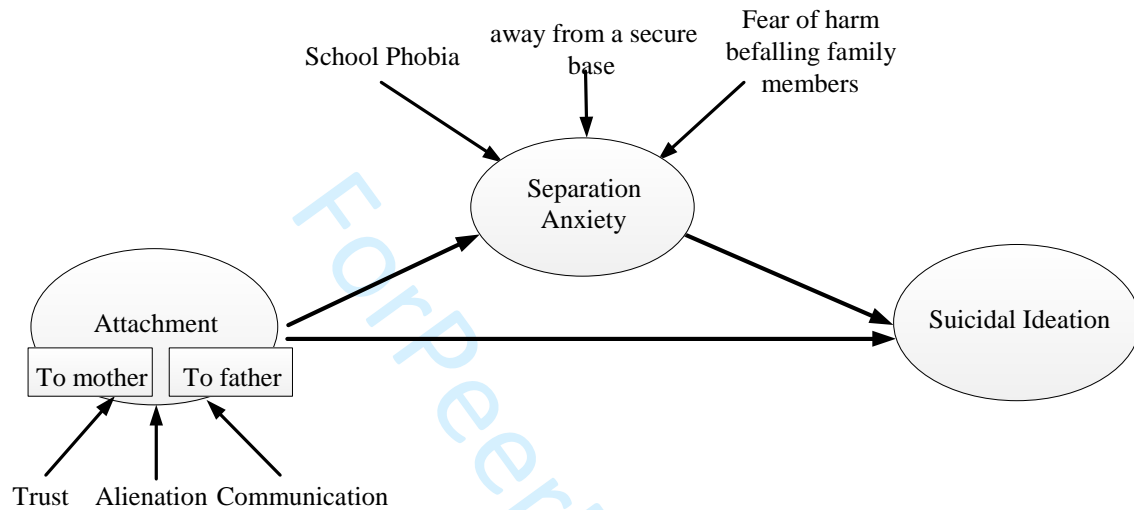 School Phobia
away from a secure
base
Fear of harm
befalling family
members
Separation
Anxiety
Attachment
To mother
To father
Suicidal Ideation
Trust
Alienation
Communication
ForPeer